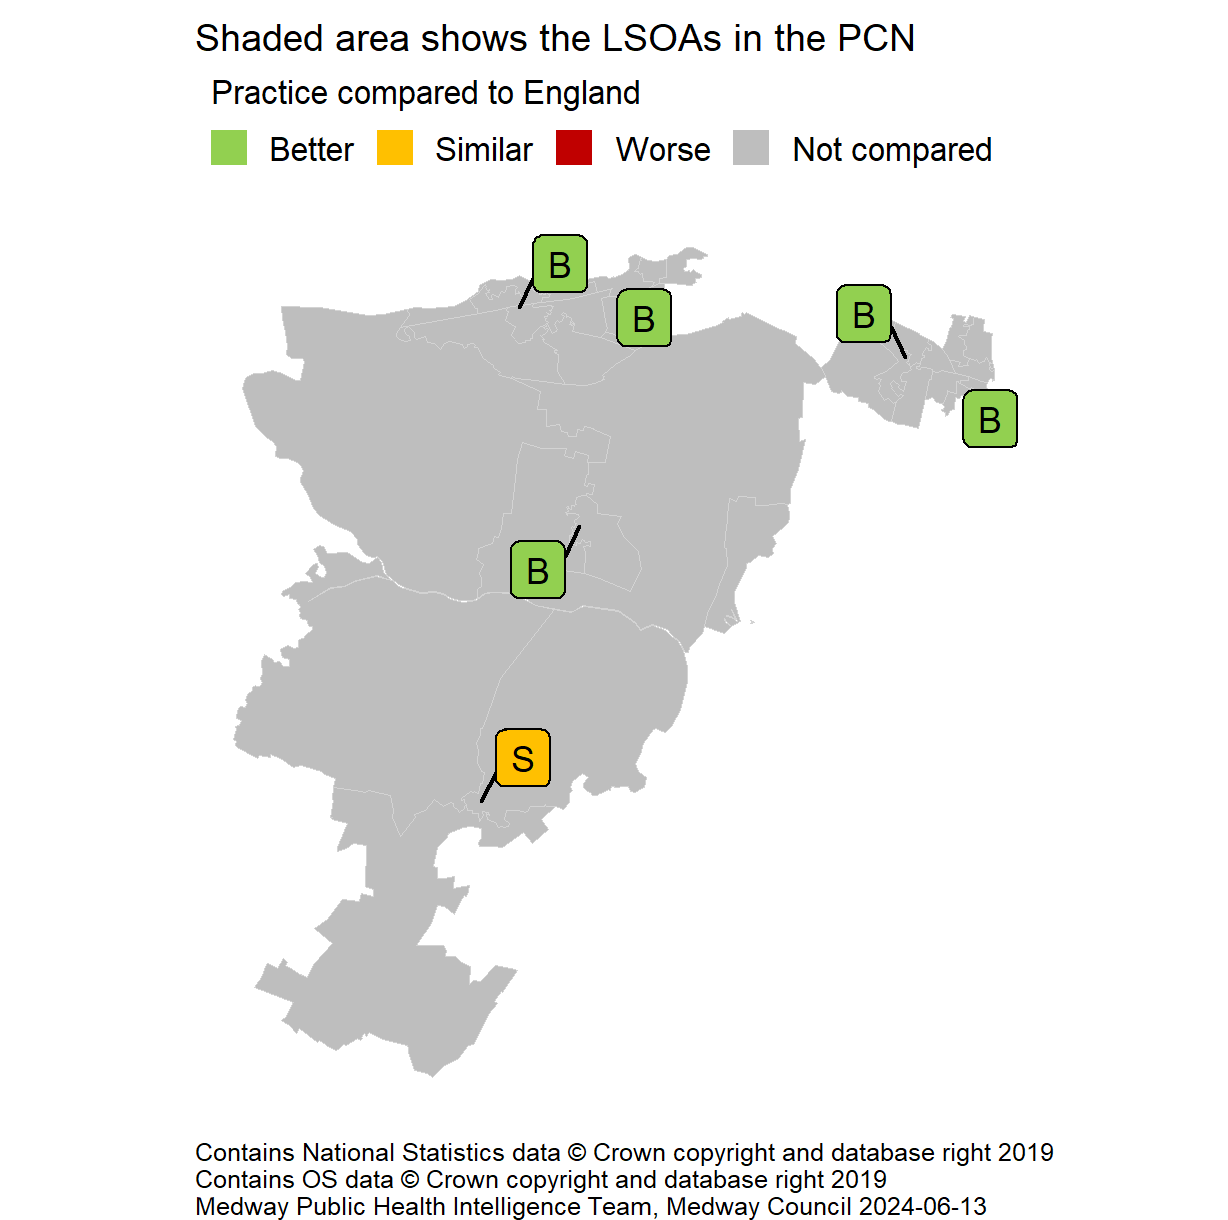 Shaded area shows the LSOAs in the PCN
Practice compared to England
Better Similar Worse Not compared
B
B
B
B
B
S
Contains National Statistics data © Crown copyright and database right 2019
Contains OS data © Crown copyright and database right 2019
Medway Public Health Intelligence Team, Medway Council 2024-06-13